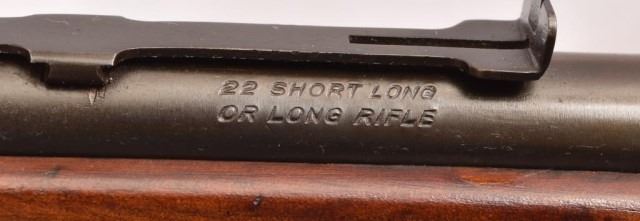 22 SHORT LONG
OR LONG RIFLE